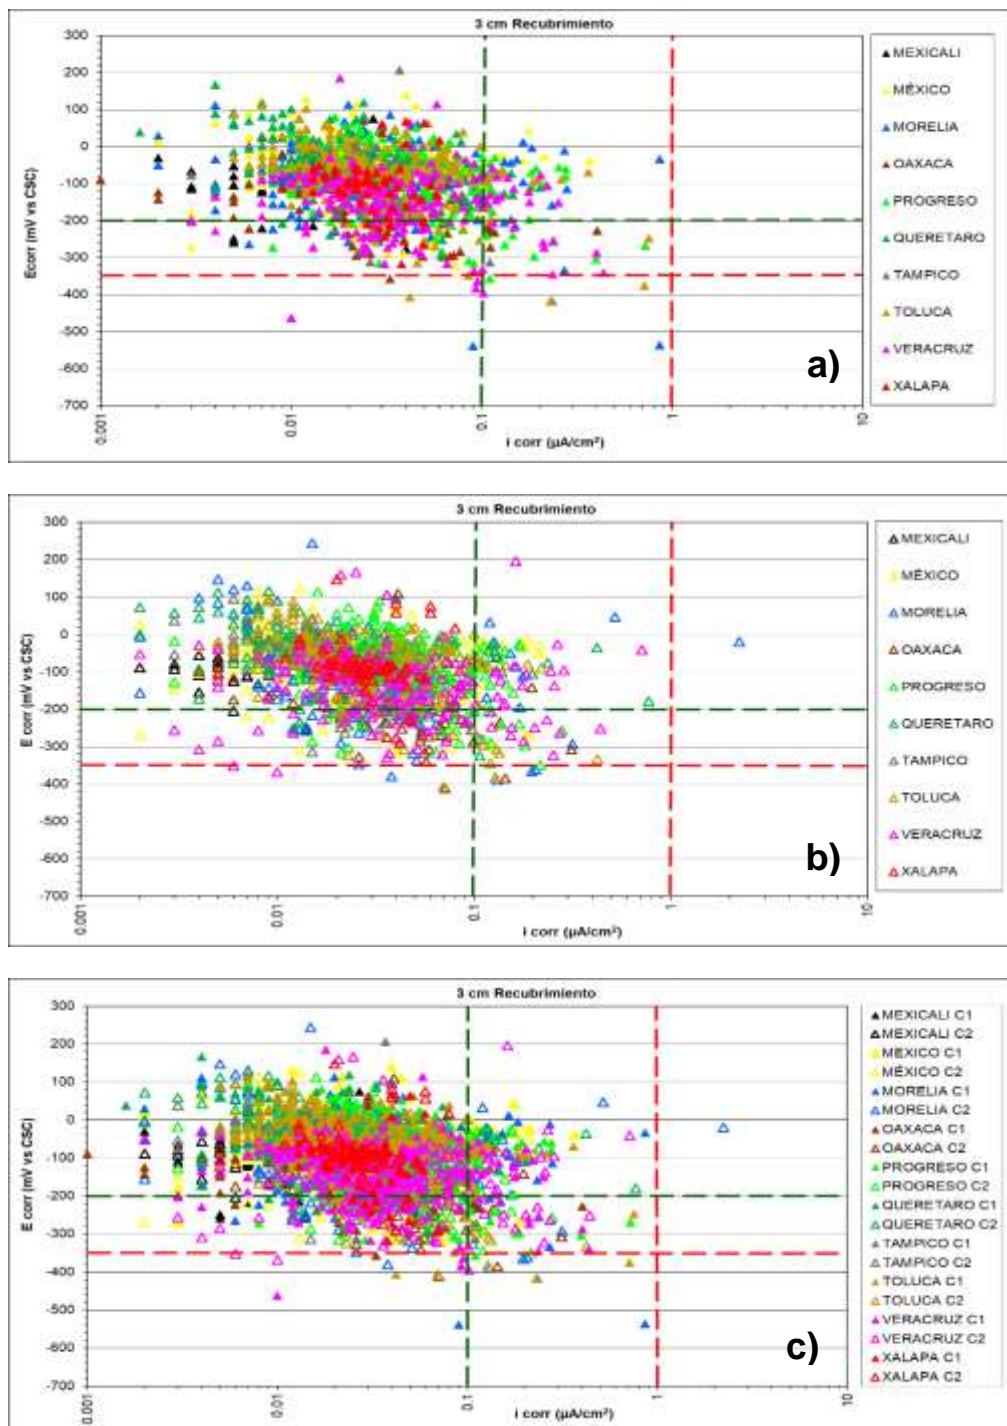 3 cm Recubrimiento
300
200
100
0
-100
-200
-300
-400
-500
-600
-700
Ecorr (mV vs CSC)
0.001
0.01
0.1
1
10
i corr (µA/cm²)
MEXICALI
MÉXICO
MORELIA
OAXACA
PROGRESO
QUERETARO
TAMPICO
TOLUCA
VERACRUZ
XALAPA
a)
3 cm Recubrimiento
300
200
100
0
-100
-200
-300
-400
-500
-600
-700
E corr (mV vs CSC)
0.001
0.01
0.1
1
10
i corr (µA/cm²)
MEXICALI
MÉXICO
MORELIA
OAXACA
PROGRESO
QUERETARO
TAMPICO
TOLUCA
VERACRUZ
XALAPA
b)
3 cm Recubrimiento
300
200
100
0
-100
-200
-300
-400
-500
-600
-700
E corr (mV vs CSC)
0.001
0.01
0.1
1
10
i corr (µA/cm²)
MEXICALI C1
MEXICALI C2
MÉXICO C1
MÉXICO C2
MORELIA C1
MORELIA C2
OAXACA C1
OAXACA C2
PROGRESO C1
PROGRESO C2
QUERETARO C1
QUERETARO C2
TAMPICO C1
TAMPICO C2
TOLUCA C1
TOLUCA C2
VERACRUZ C1
VERACRUZ C2
XALAPA C1
XALAPA C2
c)